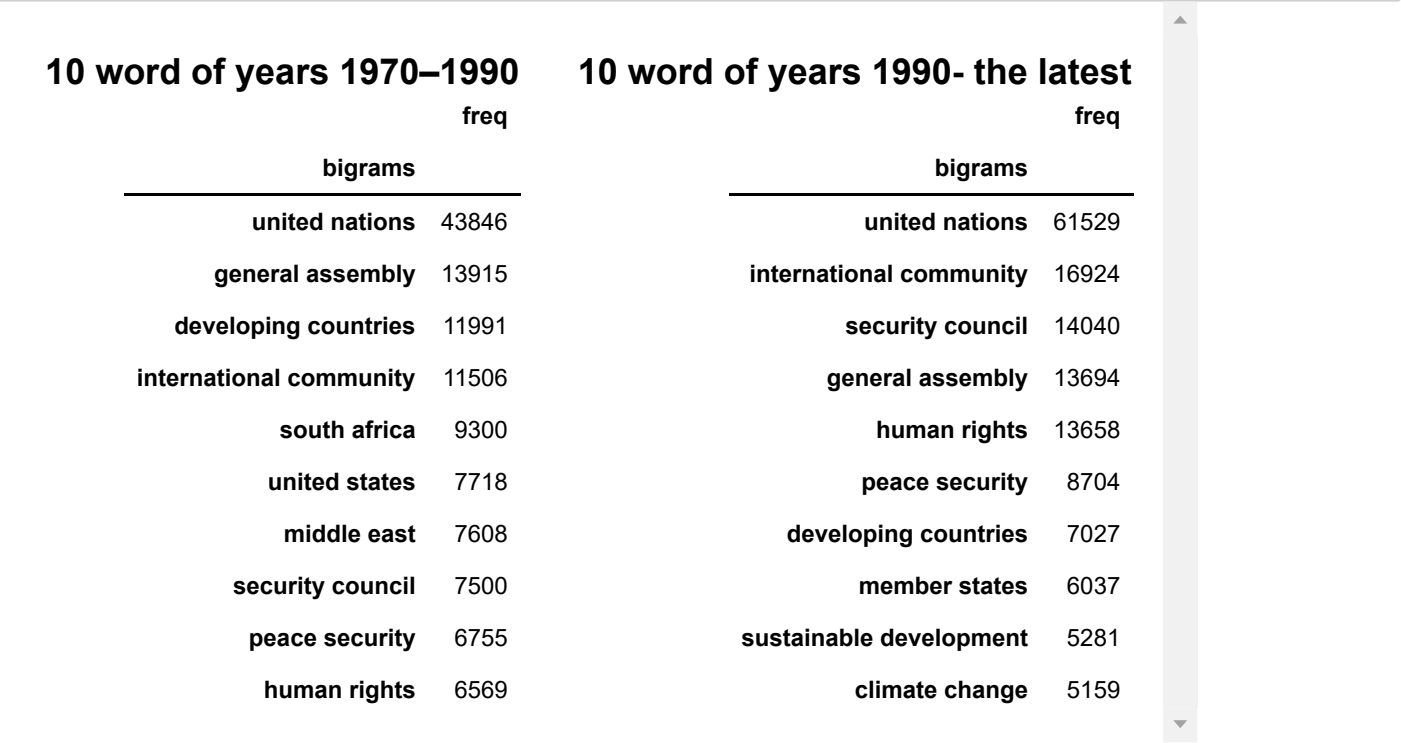 10 word of years 1970–1990
freq
bigrams
united nations 43846
general assembly 13915
developing countries 11991
international community 11506
south africa 9300
united states 7718
middle east 7608
security council 7500
peace security 6755
human rights 6569
10 word of years 1990- the latest
freq
bigrams
united nations 61529
international community 16924
security council 14040
general assembly 13694
human rights 13658
peace security 8704
developing countries 7027
member states 6037
sustainable development 5281
climate change 5159